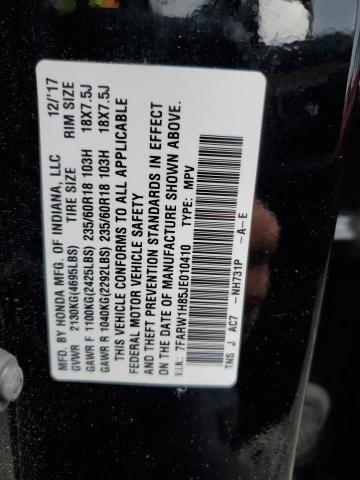 MFD. BY HONDA MFG. OF INDIANA, LLC 12/'17
GVWR 2130KG(4695LBS) TIRE SIZE RIM SIZE
GAWR F 1100KG(2425LBS) 235/60R18 103H 18X7.5J
GAWR R 1040KG(2292LBS) 235/60R18 103H 18X7.5J
THIS VEHICLE CONFORMS TO ALL APPLICABLE
FEDERAL MOTOR VEHICLE SAFETY
AND THEFT PREVENTION STANDARDS IN EFFECT
ON THE DATE OF MANUFACTURE SHOWN ABOVE.
V.I.N.: 7FARW1H85JE010410 TYPE: MPV
TNS J AC7 -NH731P -A-E